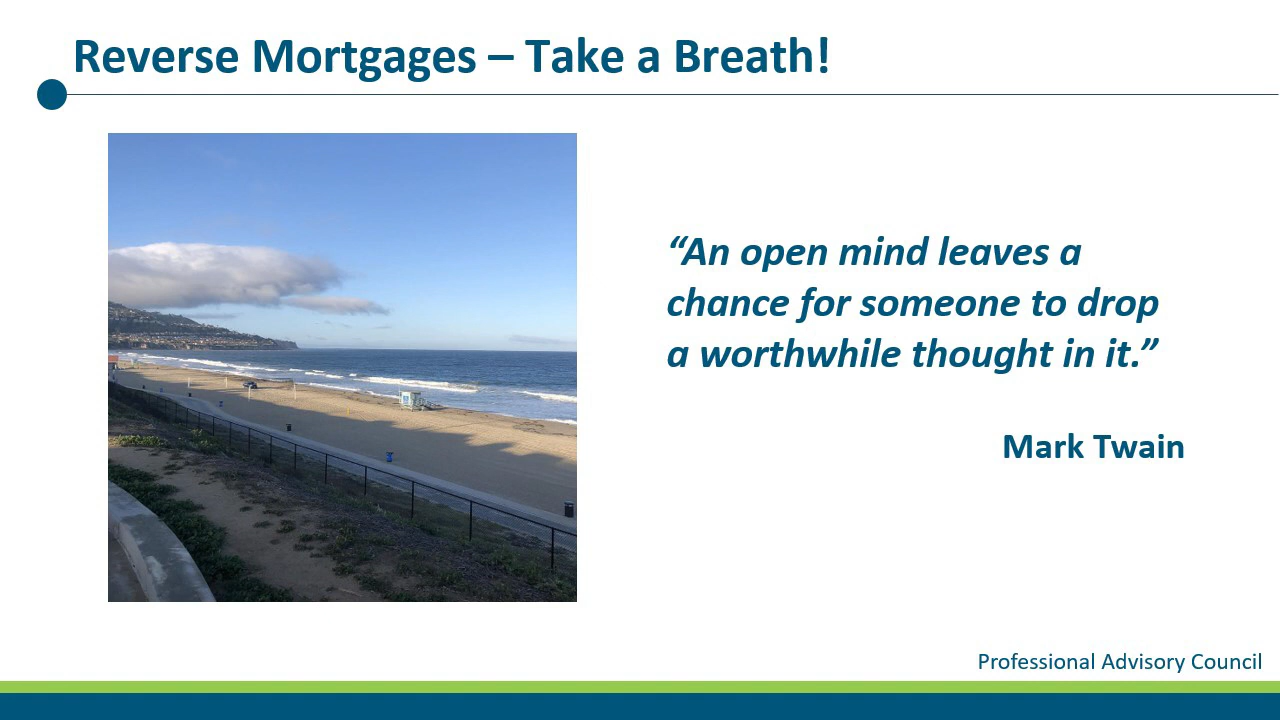 Reverse Mortgages – Take a Breath!
“An open mind leaves a
chance for someone to drop
a worthwhile thought in it.”
Mark Twain
Professional Advisory Council